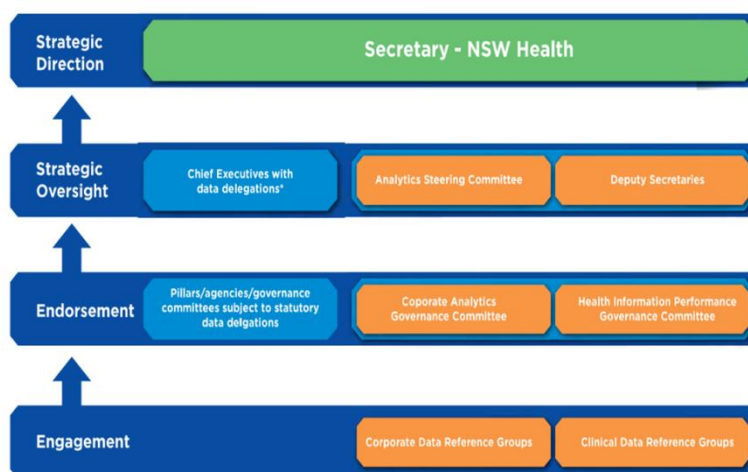 Strategic
Direction
Secretary - NSW Health
Strategic
Oversight
Chief Executives with
data delegations*
Analytics Steering Committee
Deputy Secretaries
Endorsement
Pillars/agencies/governance
committees subject to statutory
data delgations
Coporate Analytics
Governance Committee
Health Information Performance
Governance Committee
Engagement
Corporate Data Reference Groups
Clinical Data Reference Groups